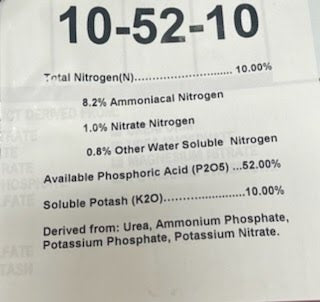 10-52-10
Total Nitrogen(N)............................. 10.00%
8.2% Ammoniacal Nitrogen
1.0% Nitrate Nitrogen
0.8% Other Water Soluble Nitrogen
Available Phosphoric Acid (P2O5) ...52.00%
Soluble Potash (K2O)........................10.00%
Derived from: Urea, Ammonium Phosphate,
Potassium Phosphate, Potassium Nitrate.